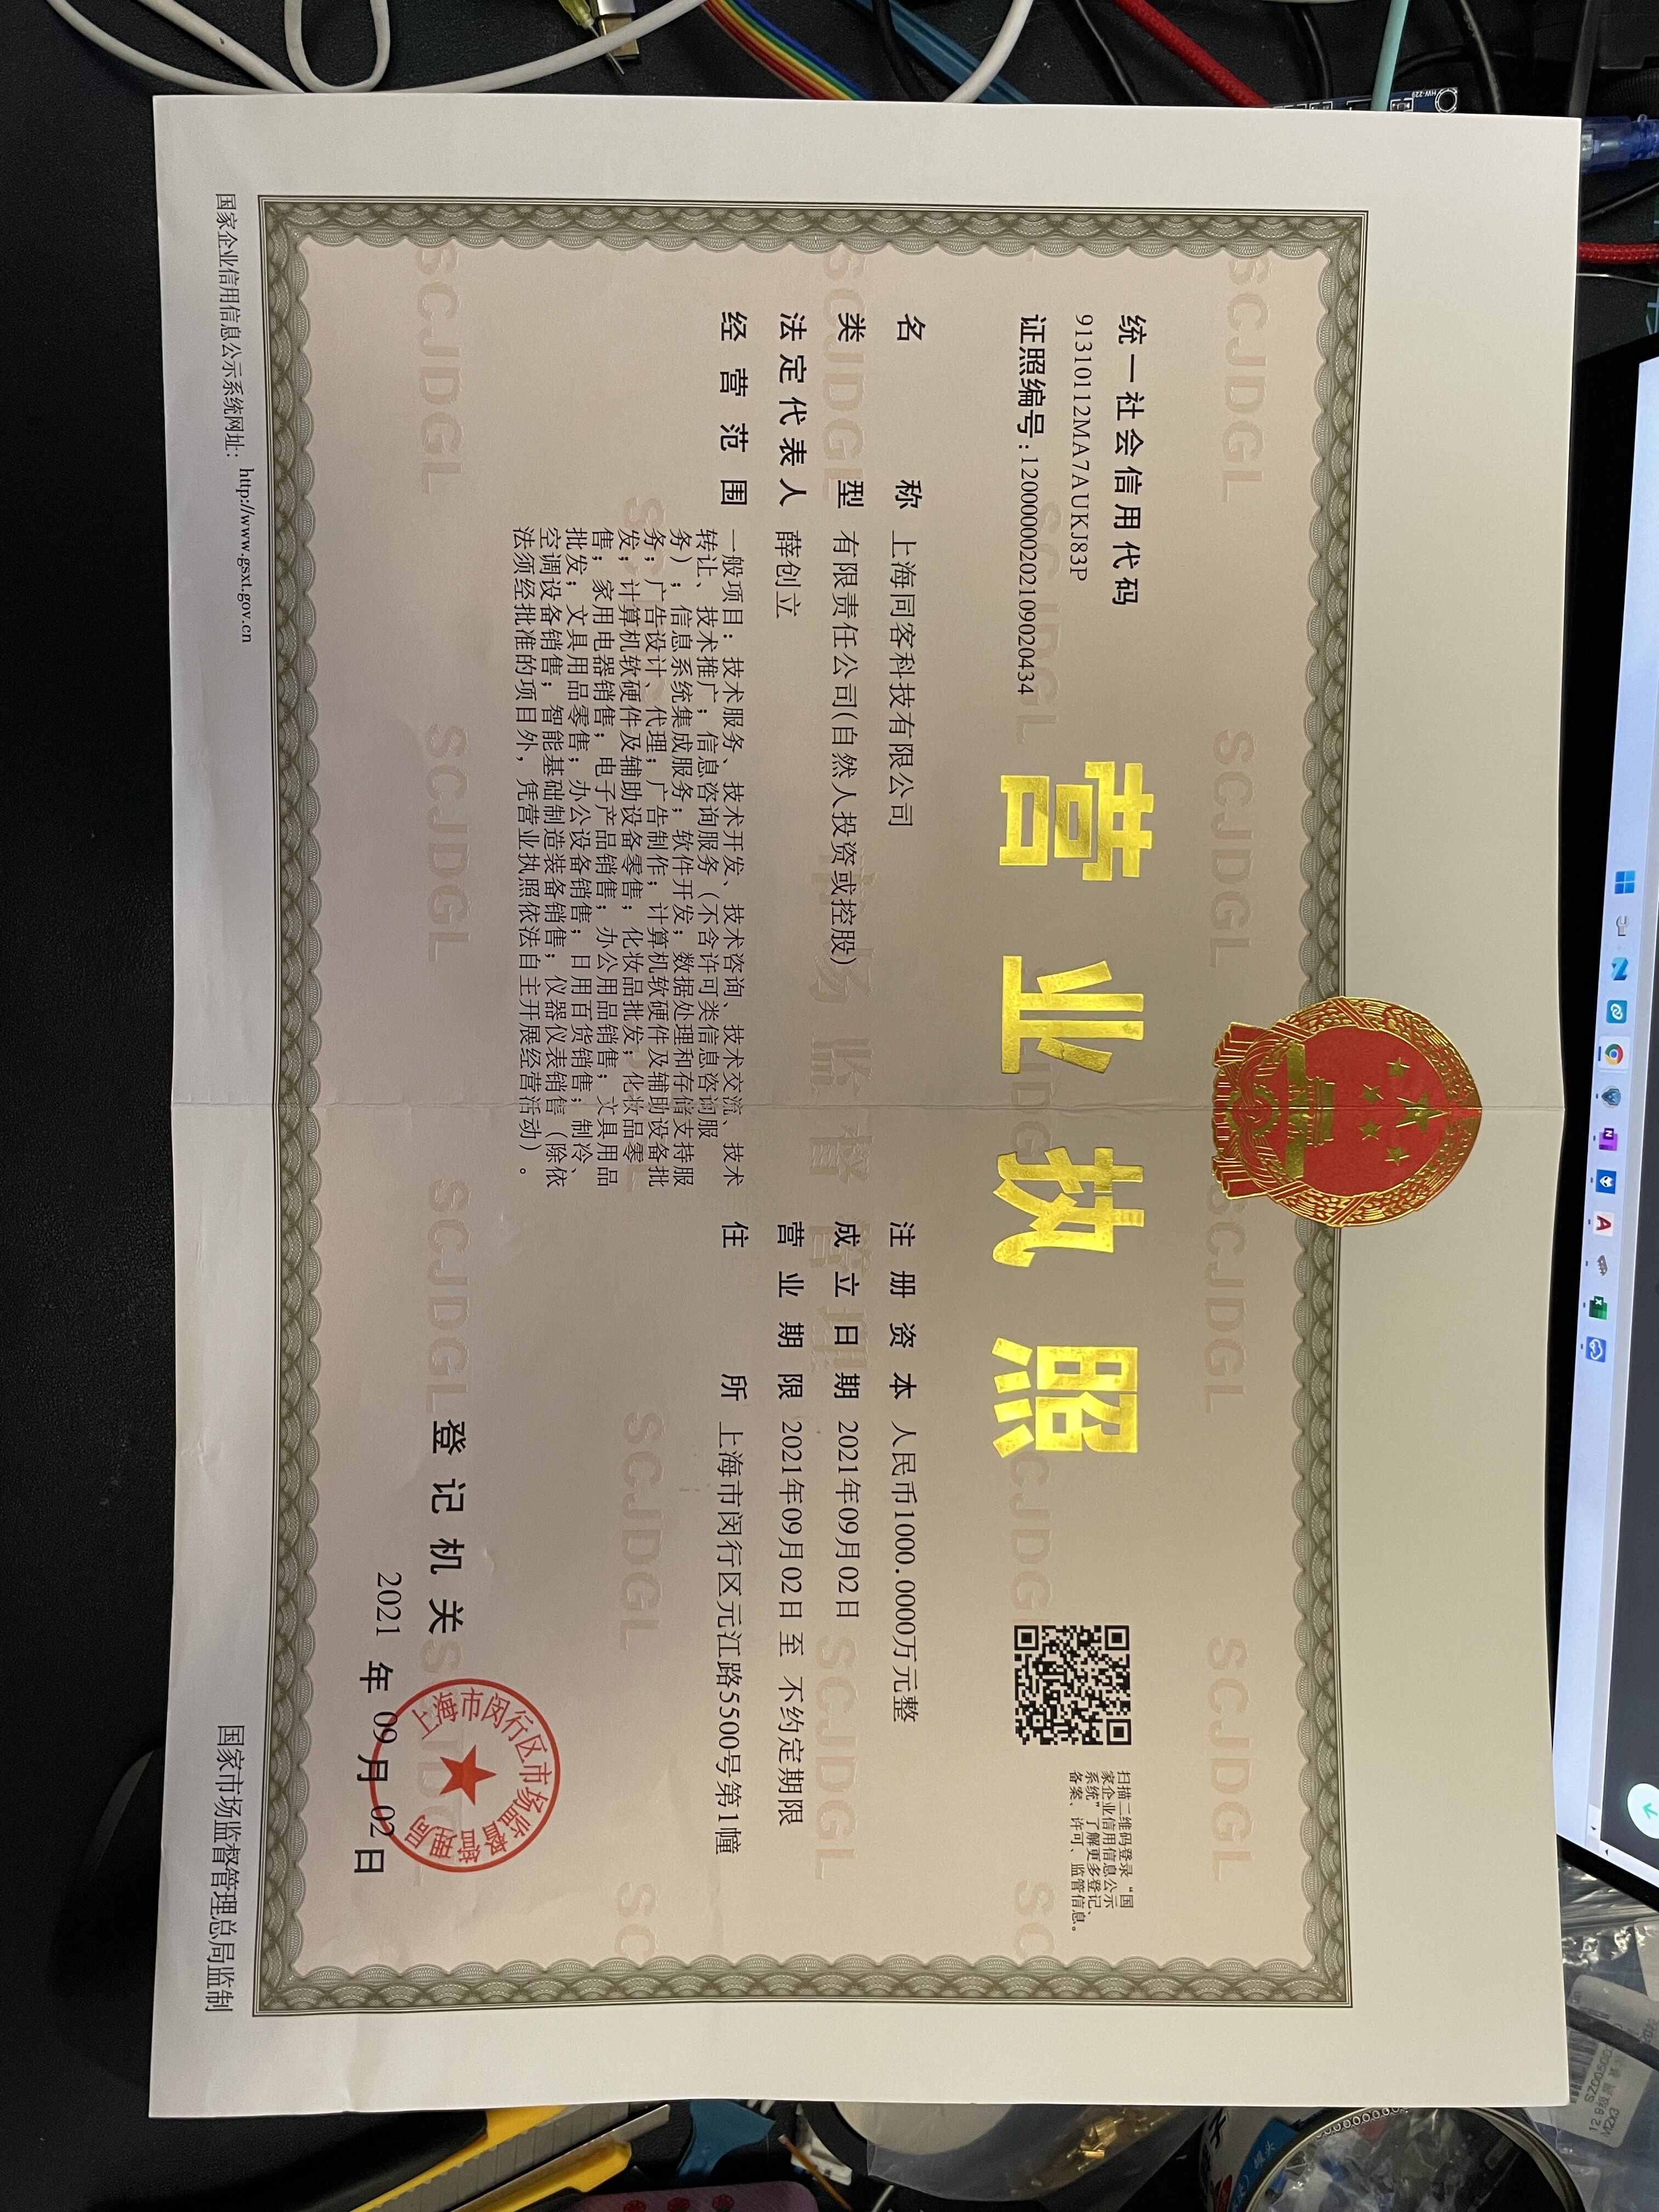 统一社会信用代码
91310112MA7AUKJ83P
证照编号:12000000202109020434
营业执照
扫描二维码登录“国
家企业信用信息公示
系统”了解更多登记、
备案、许可、监管信息。
名称 上海同客科技有限公司
类型 有限责任公司(自然人投资或控股)
法定代表人 薛创立
经营范围 一般项目：技术服务、技术开发、技术咨询、技术交流、技术
转让、技术推广；信息咨询服务（不含许可类信息咨询服
务）；信息系统集成服务；软件开发；数据处理和存储支持服
务；广告设计、代理；广告制作；计算机软硬件及辅助设备批
发；计算机软硬件及辅助设备零售；化妆品批发；化妆品零
售；家用电器销售；电子产品销售；办公用品销售；文具用品
批发；文具用品零售；办公设备销售；日用百货销售；制冷、
空调设备销售；智能基础制造装备销售；仪器仪表销售（除依
法须经批准的项目外，凭营业执照依法自主开展经营活动）。
注册资本 人民币1000.0000万元整
成立日期 2021年09月02日
营业期限 2021年09月02日 至 不约定期限
住所 上海市闵行区元江路5500号第1幢
登记机关
上海市闵行区市场监督管理局
2021 年 09月 02日
国家企业信用信息公示系统网址：http://www.gsxt.gov.cn
国家市场监督管理总局监制
SCJDGL
市场监督管理
HW-229
M2X3